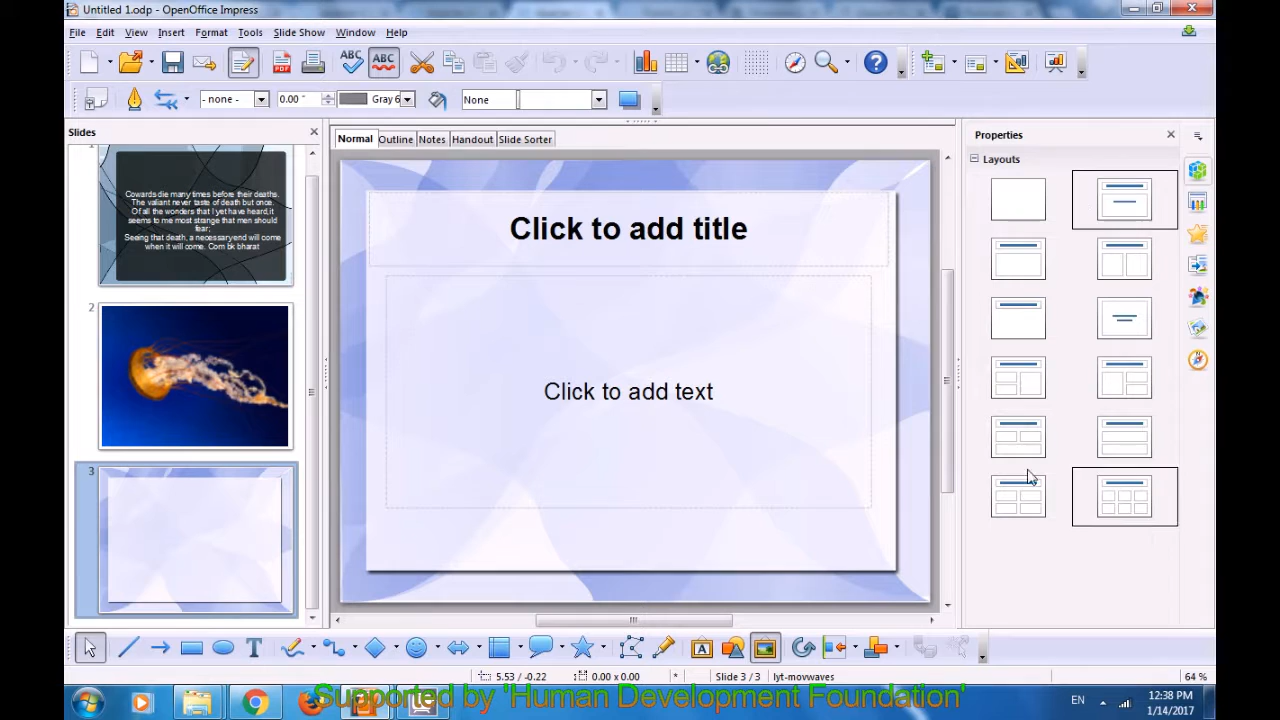 Untitled 1.odp - OpenOffice Impress
File Edit View Insert Format Tools Slide Show Window Help
ABC ABC
- none - 0.00 " Gray 6 None
Slides
Normal Outline Notes Handout Slide Sorter
Properties
Layouts
1
Cowards die many times before their deaths.
The valiant never taste of death but once.
Of all the wonders that I yet have heard,it
seems to me most strange that men should
fear;
Seeing that death, a necessary end will come
when it will come. Com bk bharat
2
3
Click to add title
Click to add text
T A
5.53 / -0.22 0.00 x 0.00 * Slide 3 / 3 lyt-movwaves 64 %
Supported by 'Human Development Foundation'
EN 12:38 PM
1/14/2017